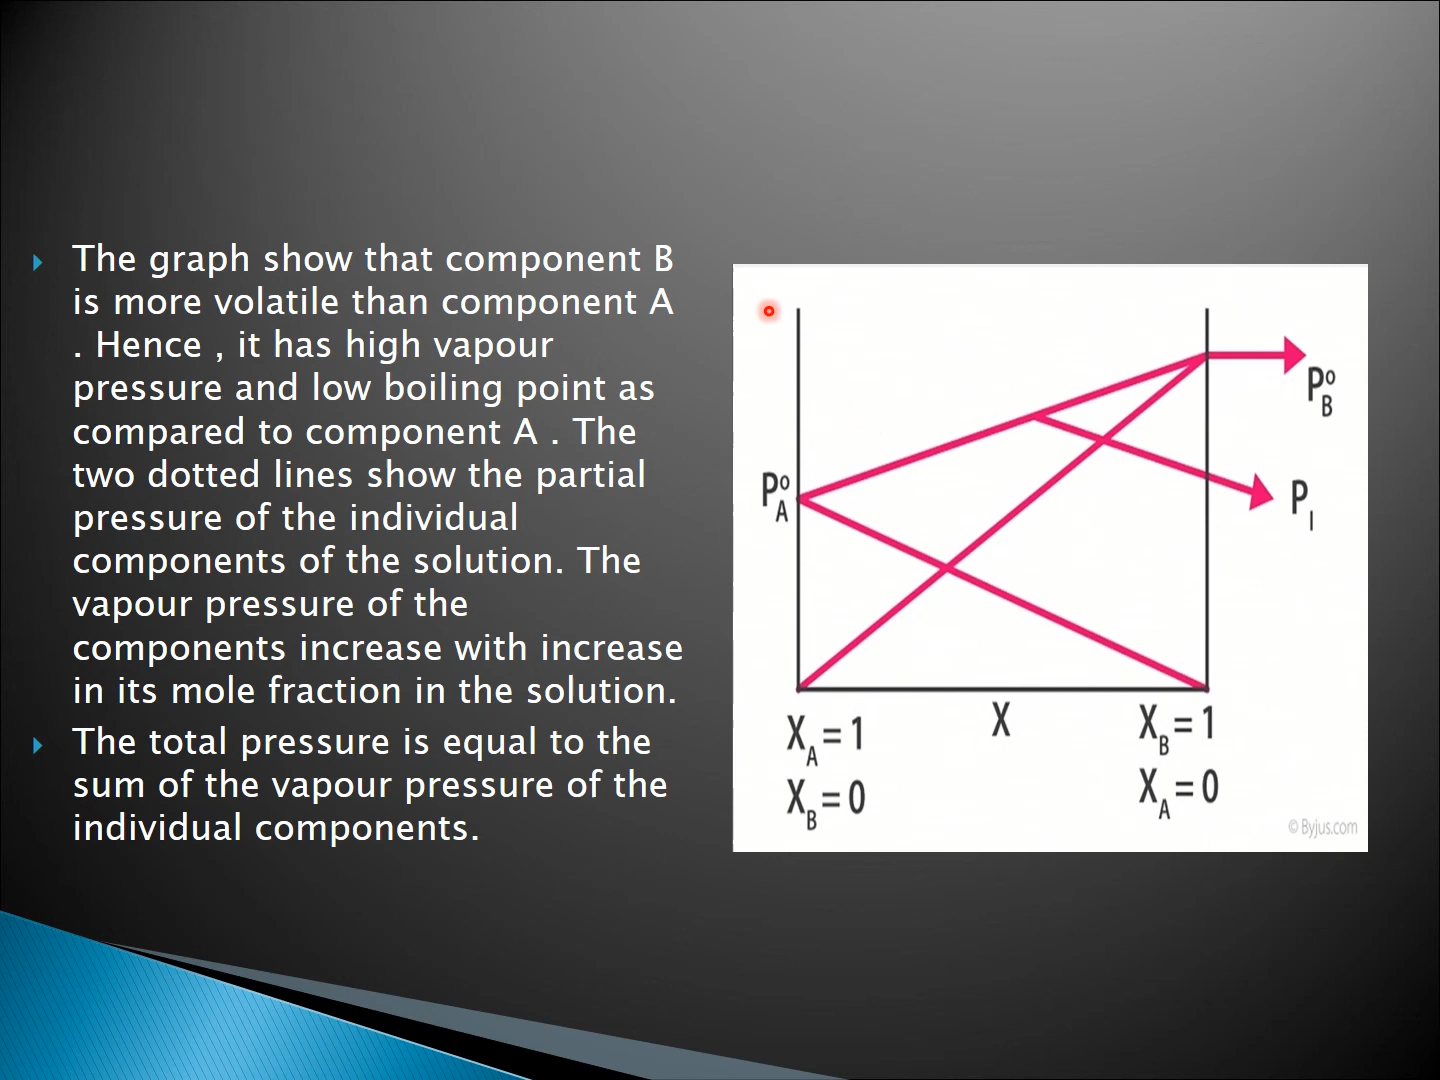 The graph show that component B
is more volatile than component A
. Hence , it has high vapour
pressure and low boiling point as
compared to component A . The
two dotted lines show the partial
pressure of the individual
components of the solution. The
vapour pressure of the
components increase with increase
in its mole fraction in the solution.
The total pressure is equal to the
sum of the vapour pressure of the
individual components.
P°B
P°A
PI
XA = 1
X
XB = 1
XB = 0
XA = 0
© Byjus.com